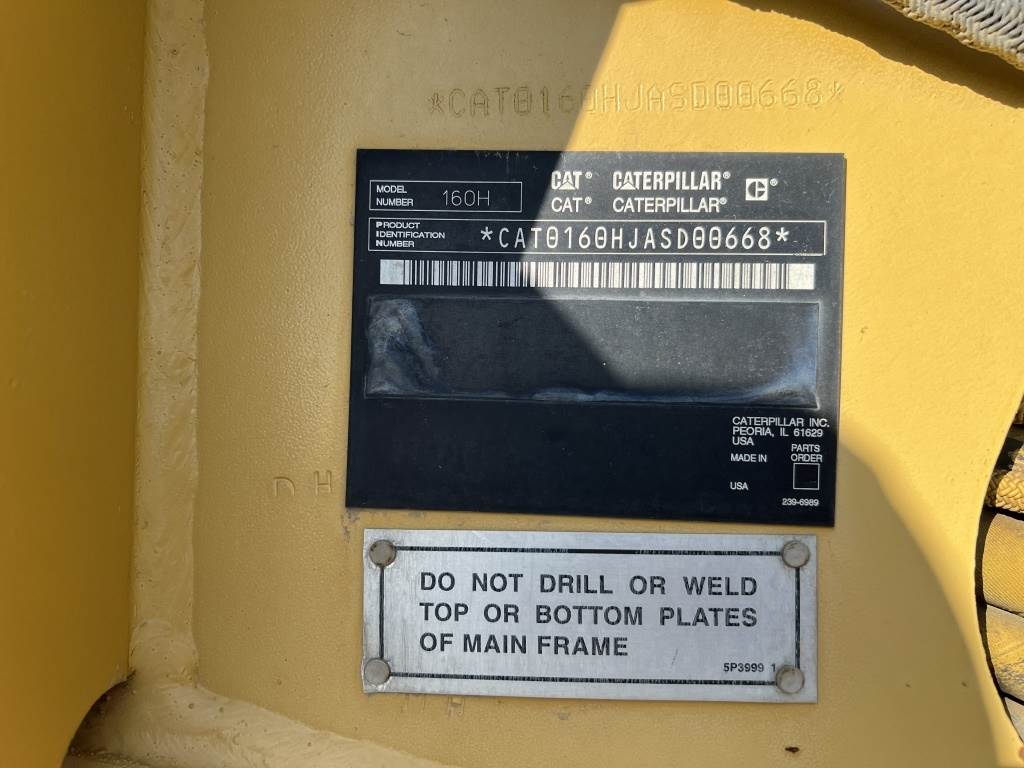 *CAT0160HJASD00668*
MODEL NUMBER 160H
CAT® CATERPILLAR® C®
CAT® CATERPILLAR®
PRODUCT IDENTIFICATION NUMBER *CAT0160HJASD00668*
CATERPILLAR INC.
PEORIA, IL 61629
USA
MADE IN USA
PARTS ORDER
239-6989
H
DO NOT DRILL OR WELD
TOP OR BOTTOM PLATES
OF MAIN FRAME
5P3999 1